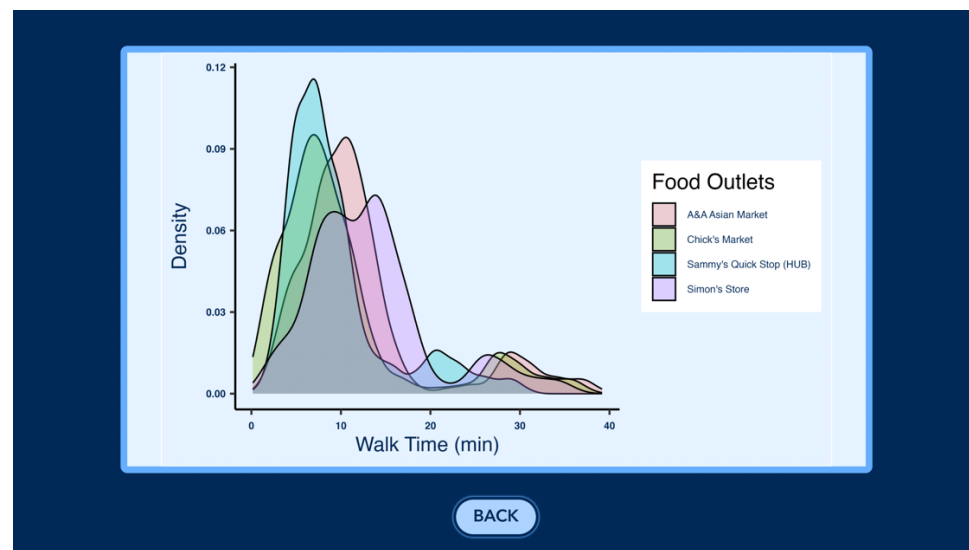 0.12
0.09
0.06
0.03
0.00
Density
0 10 20 30 40
Walk Time (min)
Food Outlets
A&A Asian Market
Chick's Market
Sammy's Quick Stop (HUB)
Simon's Store
BACK